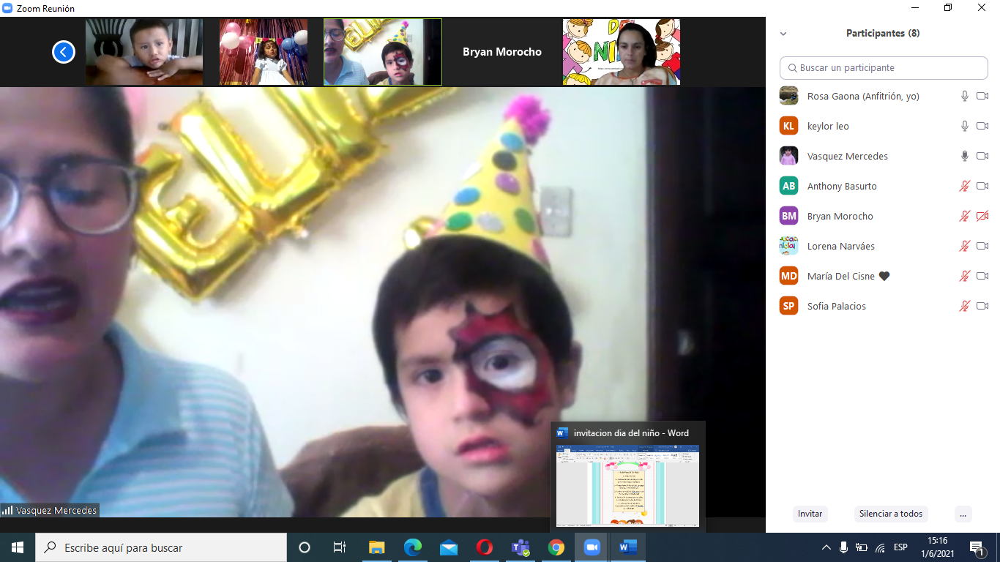 Zoom Reunión
Bryan Morocho
Participantes (8)
Buscar un participante
Rosa Gaona (Anfitrión, yo)
KL keylor leo
Vasquez Mercedes
AB Anthony Basurto
BM Bryan Morocho
Lorena Narváes
MD María Del Cisne 🖤
SP Sofia Palacios
invitacion dia del niño - Word
Vasquez Mercedes
Invitar
Silenciar a todos
...
Escribe aquí para buscar
ESP
15:16
1/6/2021
1